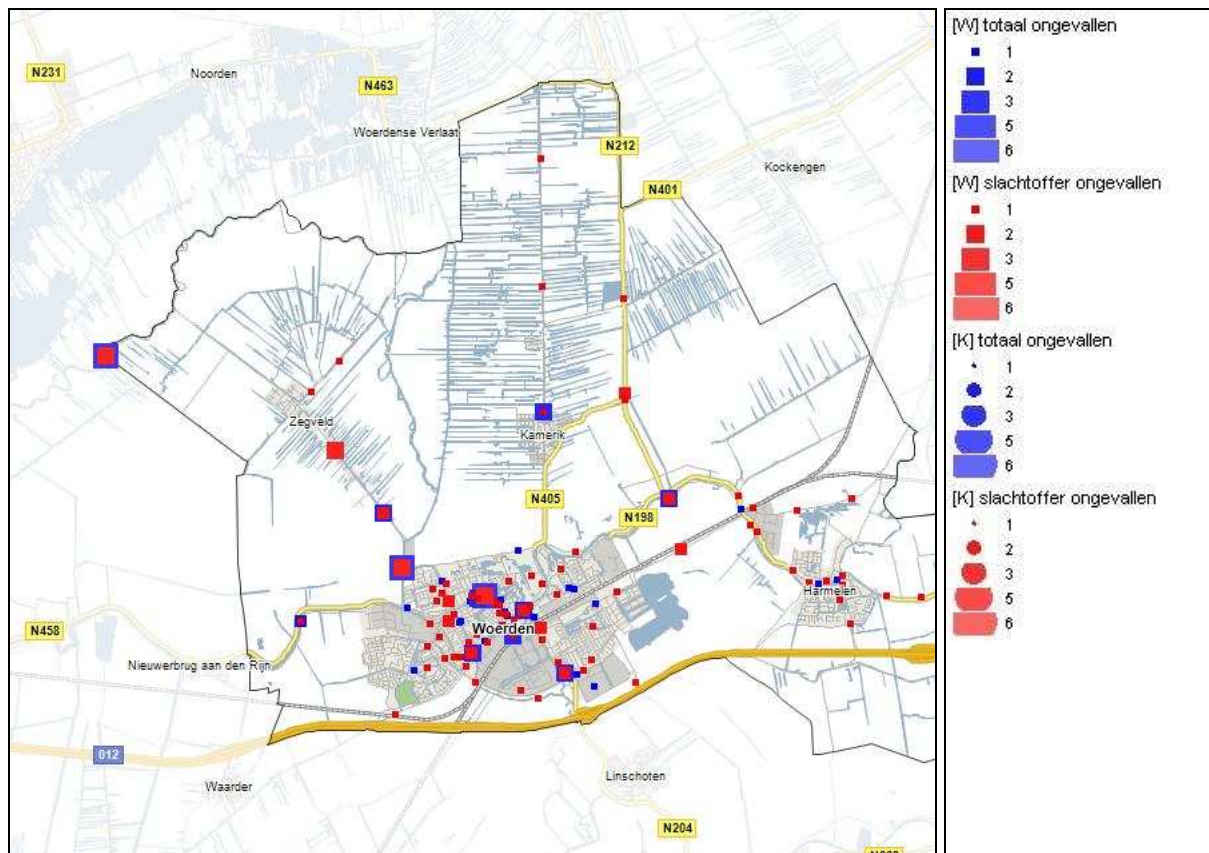 N231
Noorden
N463
Woerdense Verlaat
N212
Kockengen
N401
Zegveld
Kamerik
N405
N198
Harmelen
Woerden
N458
Nieuwerbrug aan den Rijn
012
Waarder
Linschoten
N204
[W] totaal ongevallen
1
2
3
5
6
[W] slachtoffer ongevallen
1
2
3
5
6
[K] totaal ongevallen
1
2
3
5
6
[K] slachtoffer ongevallen
1
2
3
5
6